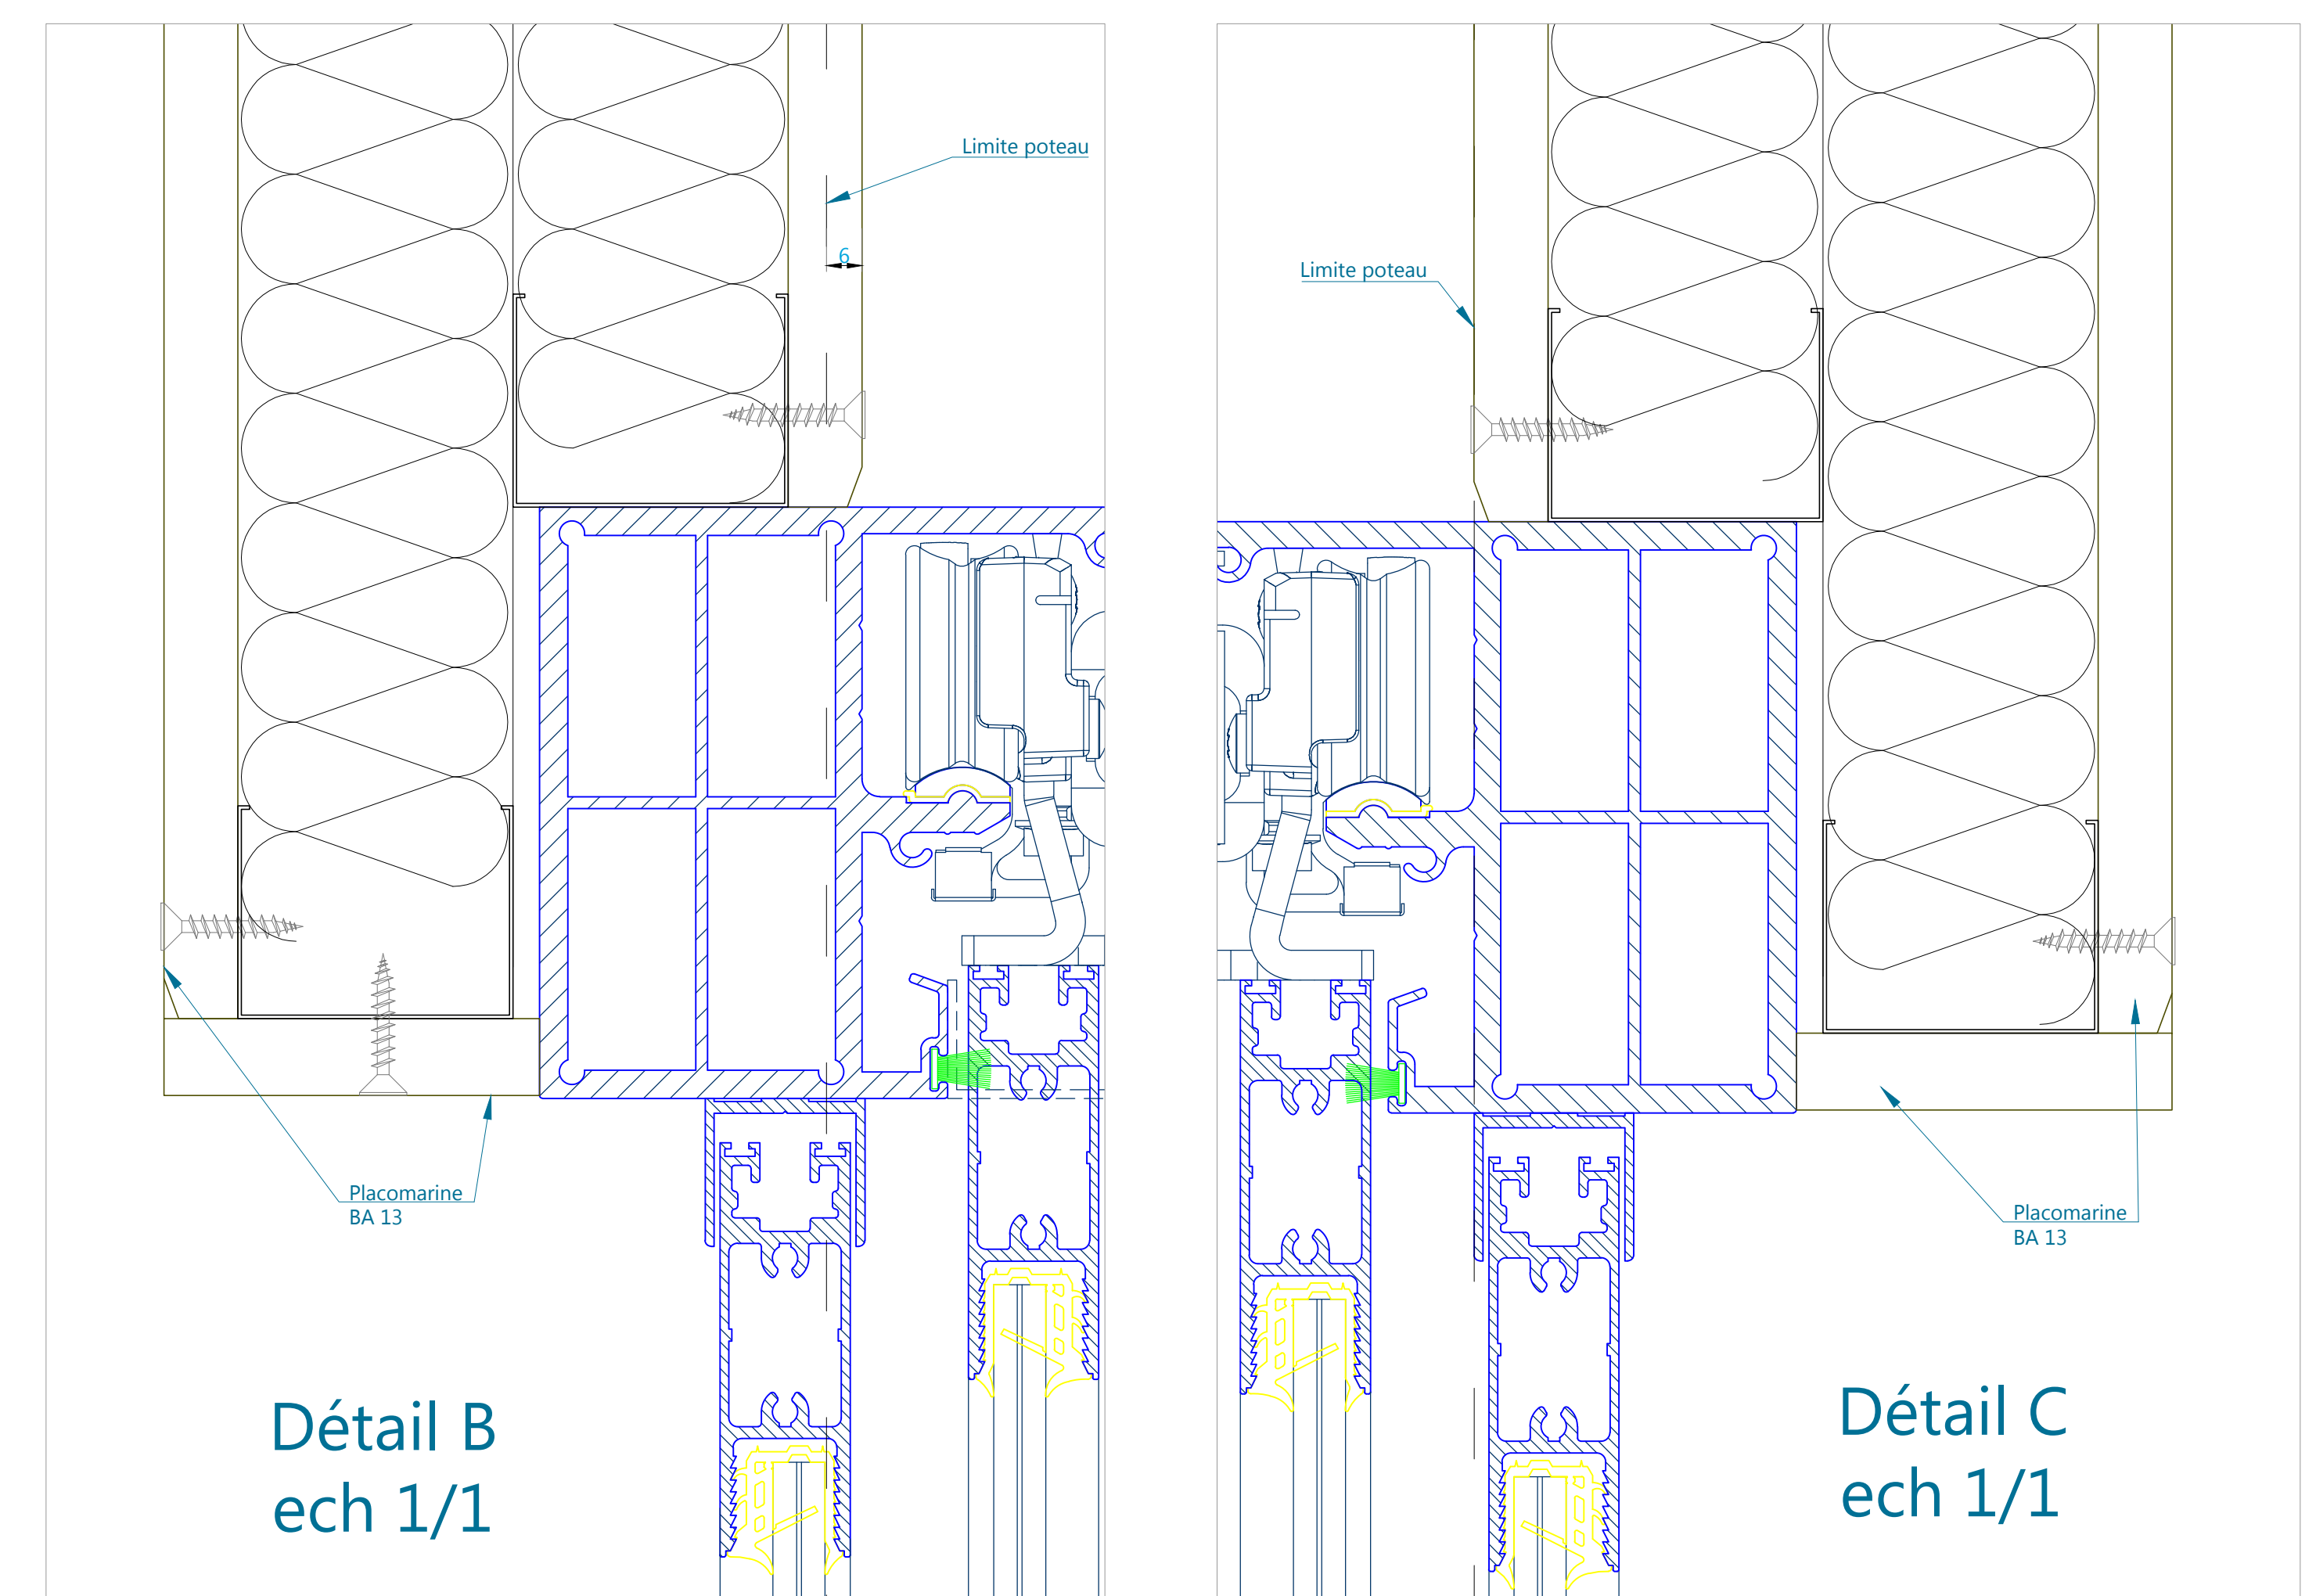 Limite poteau
6
Placomarine
BA 13
Détail B
ech 1/1
Limite poteau
Placomarine
BA 13
Détail C
ech 1/1